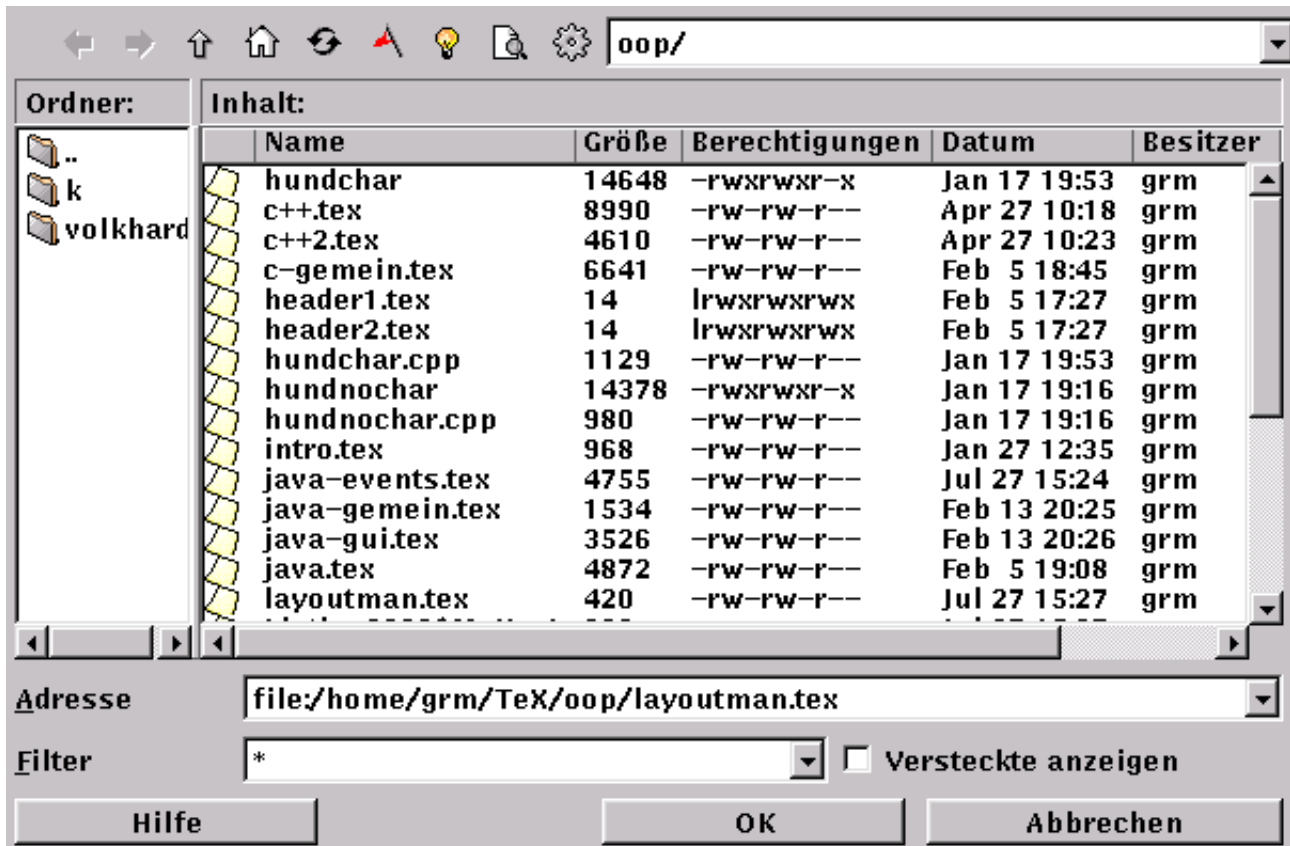 oop/
Ordner: Inhalt:
Name Größe Berechtigungen Datum Besitzer
..
k
volkhard
hundchar 14648 -rwxrwxr-x Jan 17 19:53 grm
c++.tex 8990 -rw-rw-r-- Apr 27 10:18 grm
c++2.tex 4610 -rw-rw-r-- Apr 27 10:23 grm
c-gemein.tex 6641 -rw-rw-r-- Feb 5 18:45 grm
header1.tex 14 lrwxrwxrwx Feb 5 17:27 grm
header2.tex 14 lrwxrwxrwx Feb 5 17:27 grm
hundchar.cpp 1129 -rw-rw-r-- Jan 17 19:53 grm
hundnochar 14378 -rwxrwxr-x Jan 17 19:16 grm
hundnochar.cpp 980 -rw-rw-r-- Jan 17 19:16 grm
intro.tex 968 -rw-rw-r-- Jan 27 12:35 grm
java-events.tex 4755 -rw-rw-r-- Jul 27 15:24 grm
java-gemein.tex 1534 -rw-rw-r-- Feb 13 20:25 grm
java-gui.tex 3526 -rw-rw-r-- Feb 13 20:26 grm
java.tex 4872 -rw-rw-r-- Feb 5 19:08 grm
layoutman.tex 420 -rw-rw-r-- Jul 27 15:27 grm
Adresse file:/home/grm/TeX/oop/layoutman.tex
Filter * Versteckte anzeigen
Hilfe OK Abbrechen